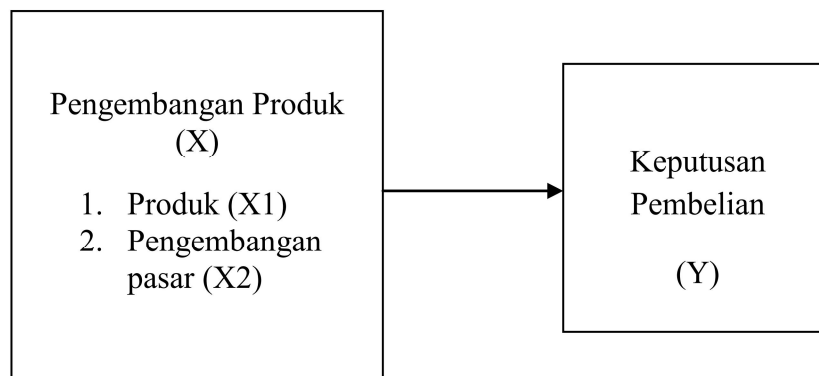 Pengembangan Produk
(X)
1. Produk (X1)
2. Pengembangan
pasar (X2)
Keputusan
Pembelian
(Y)